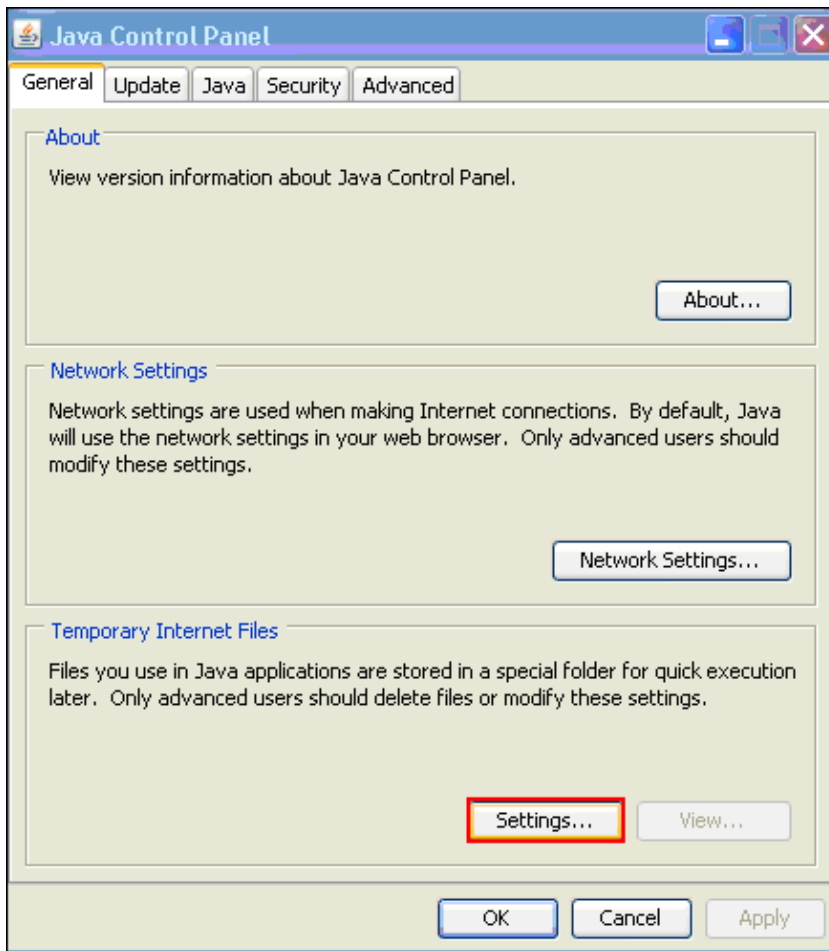 Java Control Panel
General Update Java Security Advanced
About
View version information about Java Control Panel.
About...
Network Settings
Network settings are used when making Internet connections.  By default, Java
will use the network settings in your web browser.  Only advanced users should
modify these settings.
Network Settings...
Temporary Internet Files
Files you use in Java applications are stored in a special folder for quick execution
later.  Only advanced users should delete files or modify these settings.
Settings... View...
OK Cancel Apply